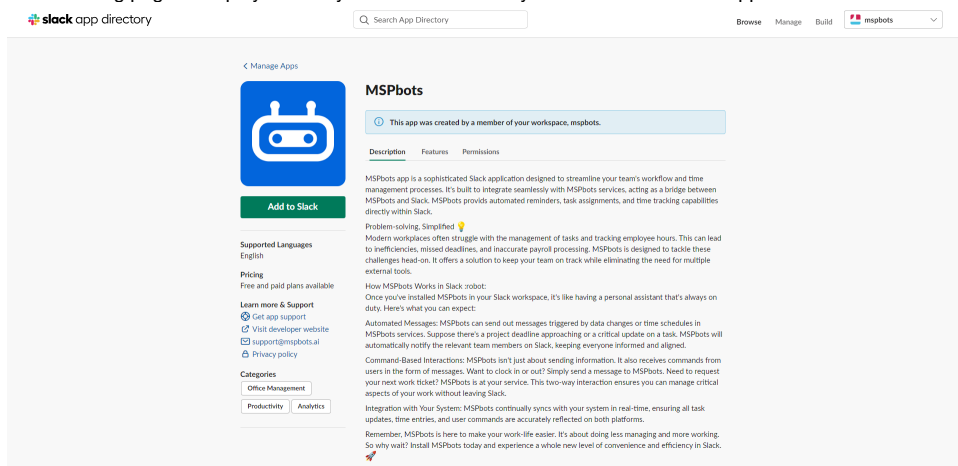 slack app directory
Search App Directory
Browse
Manage
Build
mspbots
Manage Apps
MSPbots
This app was created by a member of your workspace, mspbots.
Description
Features
Permissions
MSPbots app is a sophisticated Slack application designed to streamline your team's workflow and time
management processes. It's built to integrate seamlessly with MSPbots services, acting as a bridge between
MSPbots and Slack. MSPbots provides automated reminders, task assignments, and time tracking capabilities
directly within Slack.
Problem-solving, Simplified 💡
Modern workplaces often struggle with the management of tasks and tracking employee hours. This can lead
to inefficiencies, missed deadlines, and inaccurate payroll processing. MSPbots is designed to tackle these
challenges head-on. It offers a solution to keep your team on track while eliminating the need for multiple
external tools.
How MSPbots Works in Slack :robot:
Once you've installed MSPbots in your Slack workspace, it's like having a personal assistant that's always on
duty. Here's what you can expect:
Automated Messages: MSPbots can send out messages triggered by data changes or time schedules in
MSPbots services. Suppose there's a project deadline approaching or a critical update on a task. MSPbots will
automatically notify the relevant team members on Slack, keeping everyone informed and aligned.
Command-Based Interactions: MSPbots isn't just about sending information. It also receives commands from
users in the form of messages. Want to clock in or out? Simply send a message to MSPbots. Need to request
your next work ticket? MSPbots is at your service. This two-way interaction ensures you can manage critical
aspects of your work without leaving Slack.
Integration with Your System: MSPbots continually syncs with your system in real-time, ensuring all task
updates, time entries, and user commands are accurately reflected on both platforms.
Remember, MSPbots is here to make your work-life easier. It's about doing less managing and more working.
So why wait? Install MSPbots today and experience a whole new level of convenience and efficiency in Slack.
🚀
Add to Slack
Supported Languages
English
Pricing
Free and paid plans available
Learn more & Support
Get app support
Visit developer website
support@mspbots.ai
Privacy policy
Categories
Office Management
Productivity
Analytics